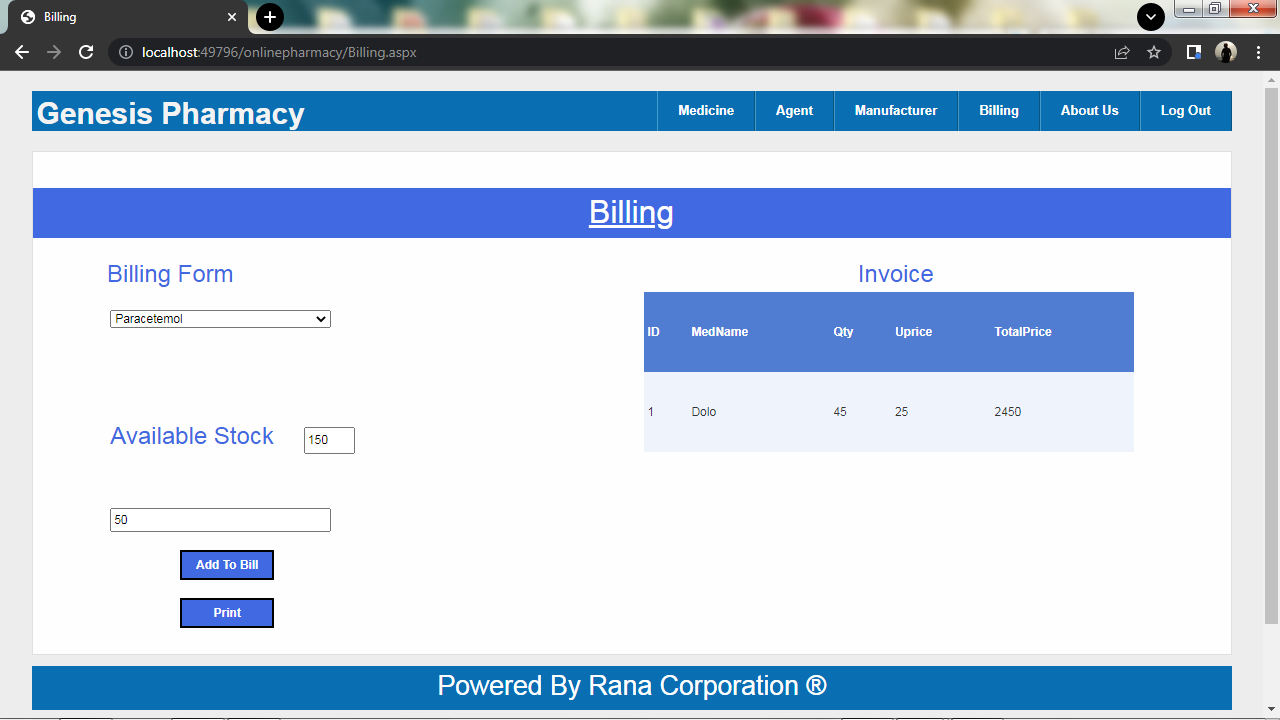 Billing
localhost:49796/onlinepharmacy/Billing.aspx
Genesis Pharmacy
Medicine Agent Manufacturer Billing About Us Log Out
Billing
Billing Form
Invoice
Paracetemol
ID MedName Qty Uprice TotalPrice
1 Dolo 45 25 2450
Available Stock 150
50
Add To Bill
Print
Powered By Rana Corporation ®